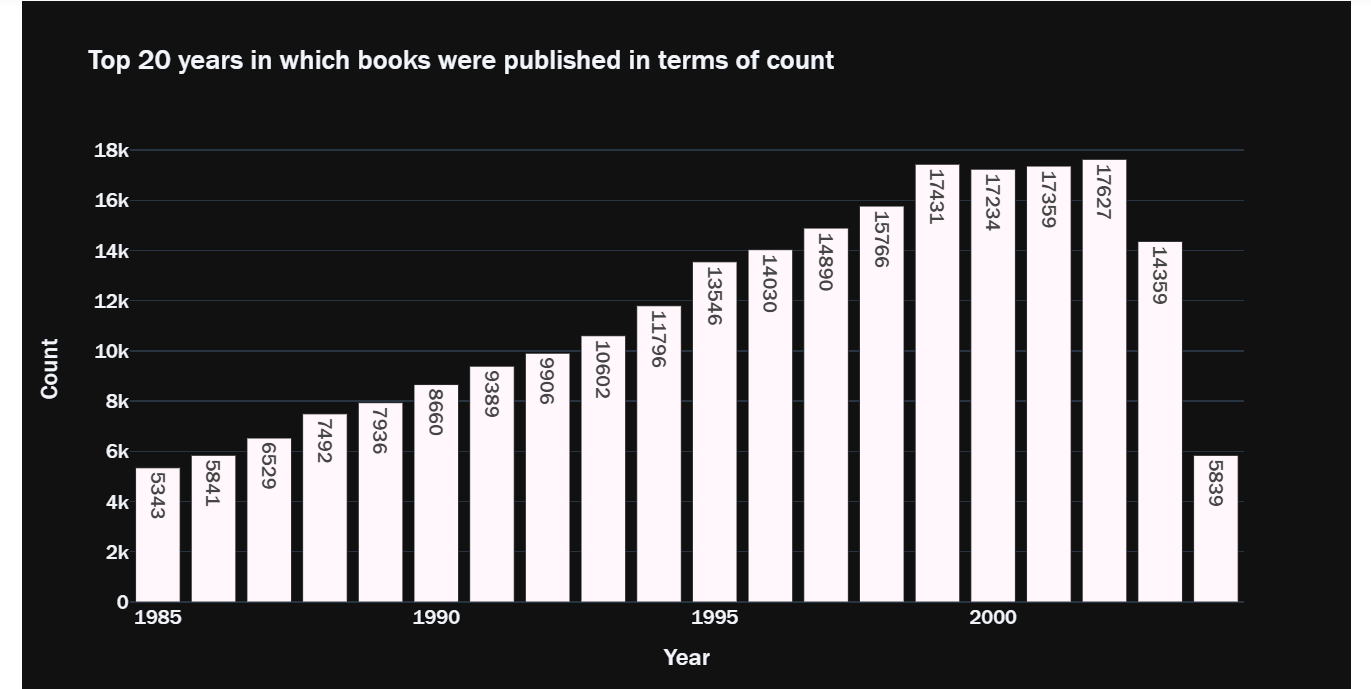 Top 20 years in which books were published in terms of count
18k
16k
14k
12k
10k
8k
6k
4k
2k
0
Count
5343
5841
6529
7492
7936
8660
9389
9906
10602
11796
13546
14030
14890
15766
17431
17234
17359
17627
14359
5839
1985
1990
1995
2000
Year